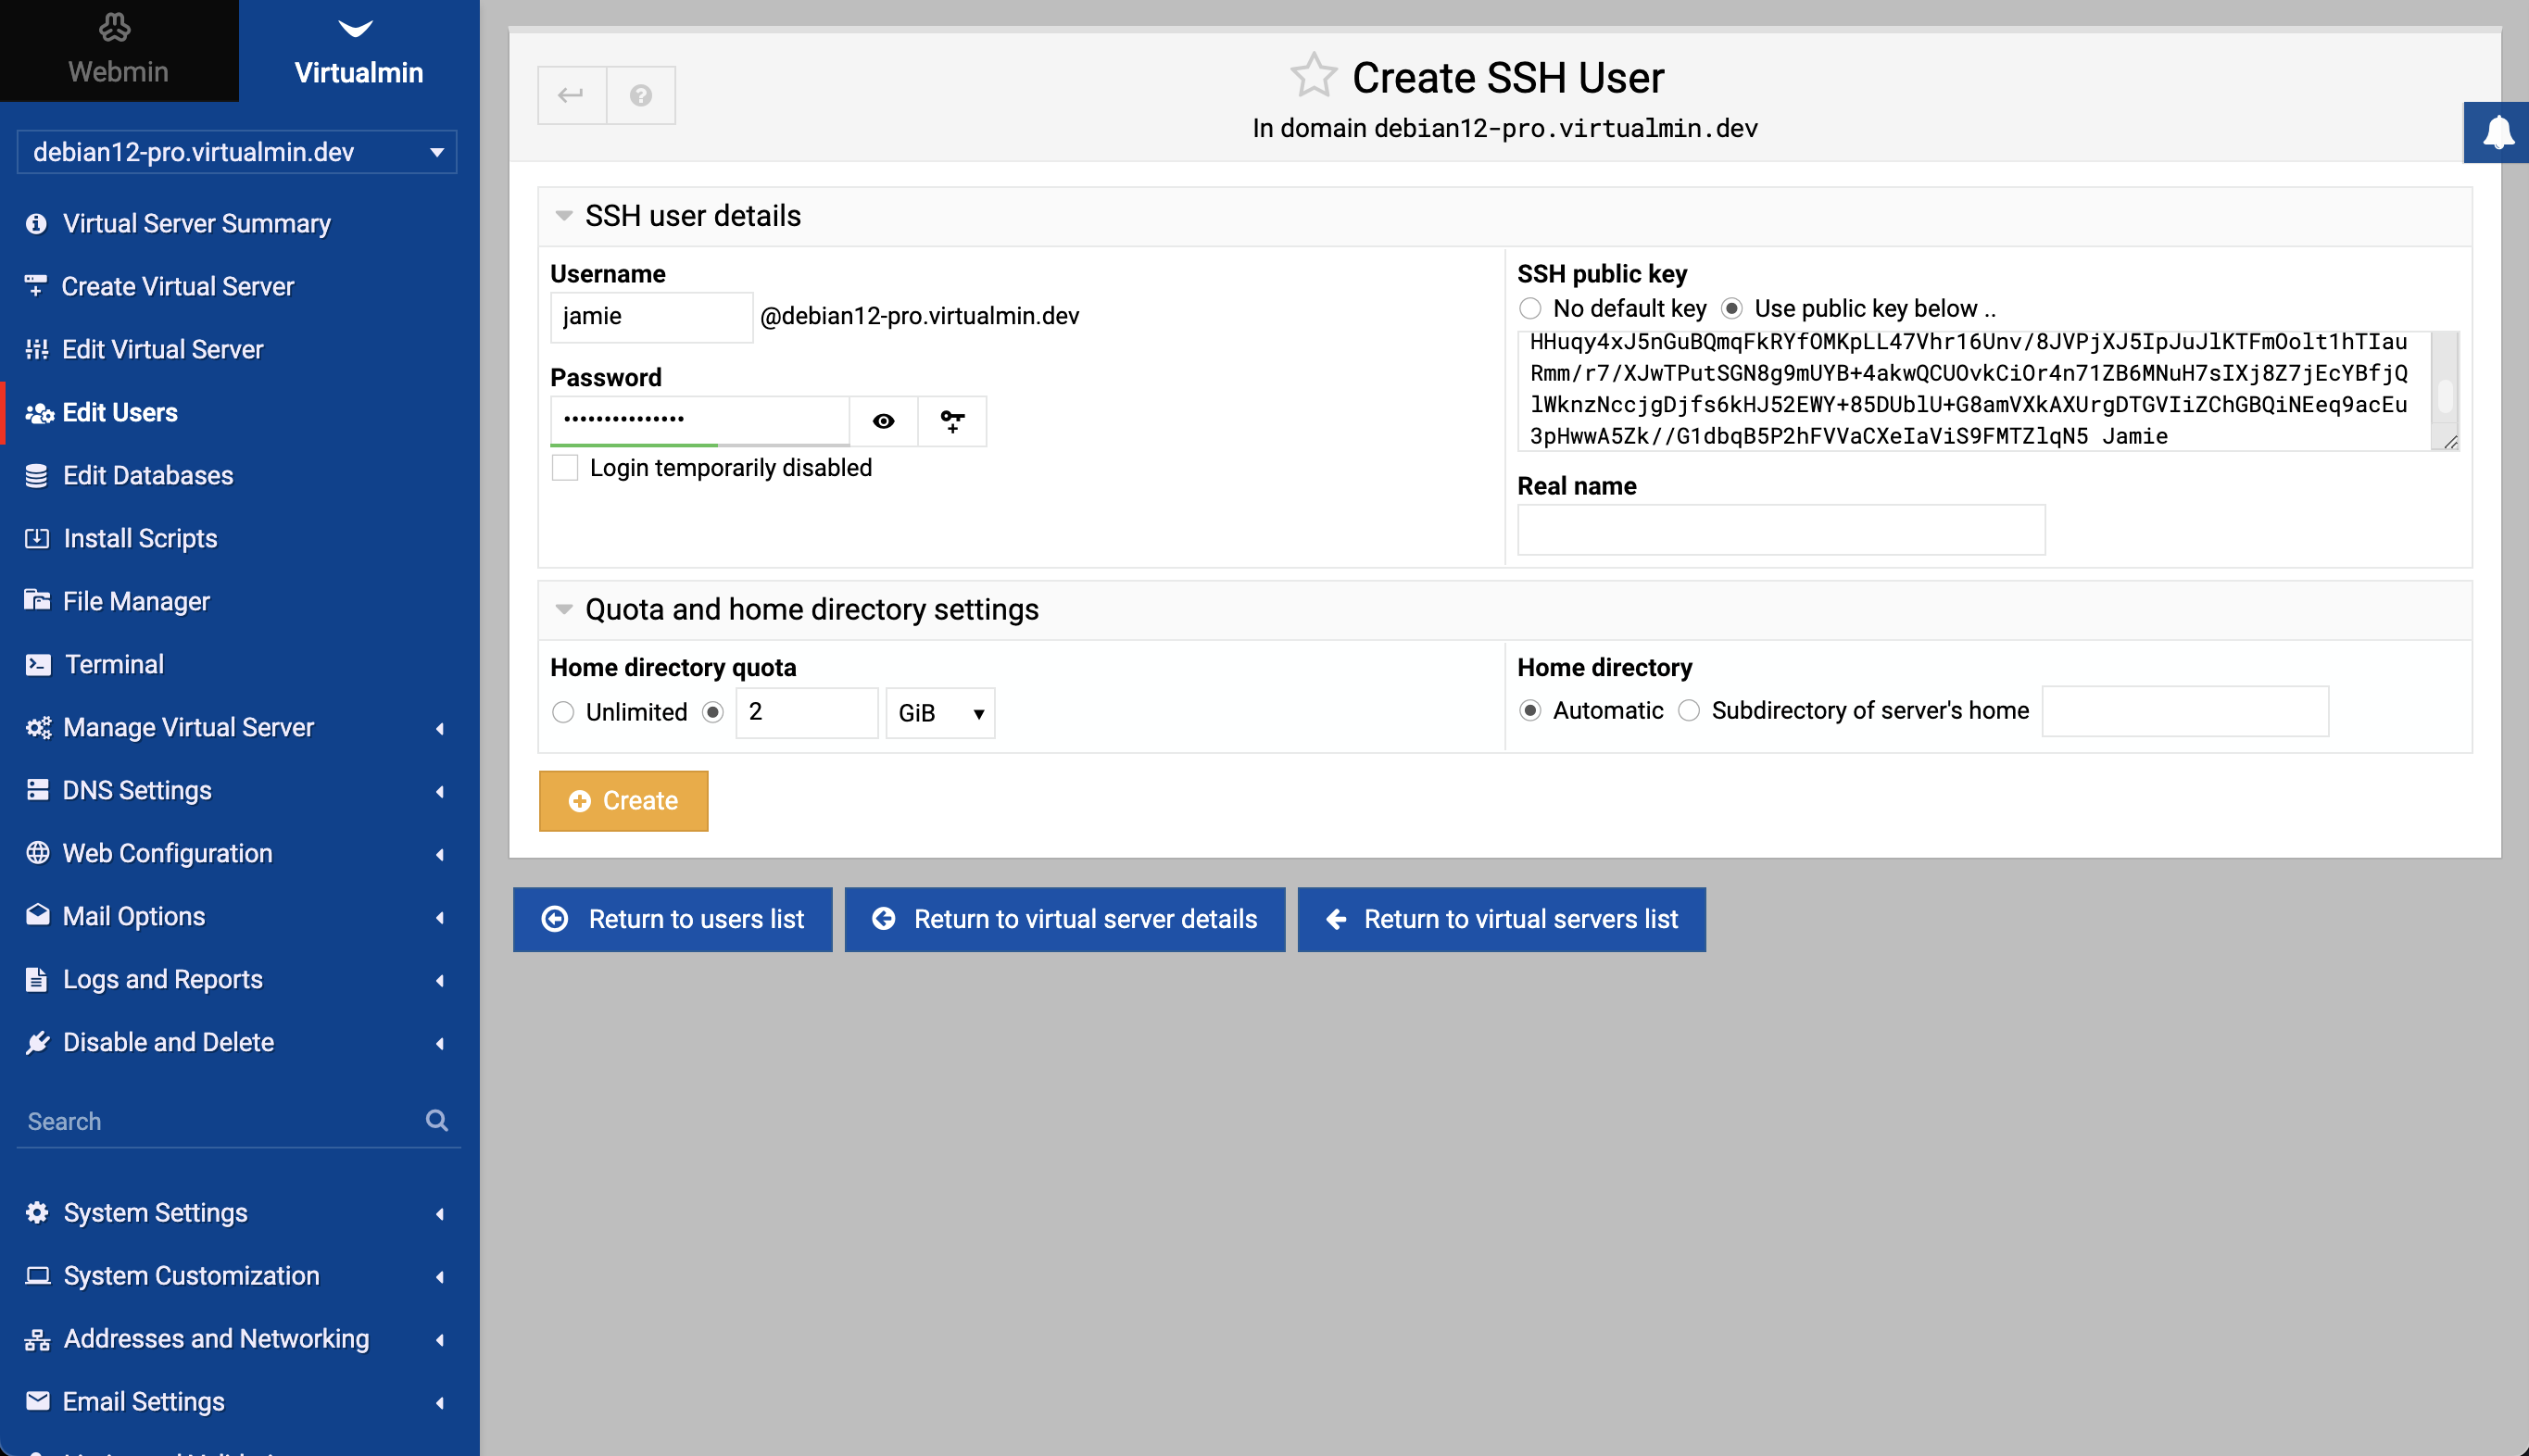 Webmin
Virtualmin
debian12-pro.virtualmin.dev
Virtual Server Summary
Create Virtual Server
Edit Virtual Server
Edit Users
Edit Databases
Install Scripts
File Manager
Terminal
Manage Virtual Server
DNS Settings
Web Configuration
Mail Options
Logs and Reports
Disable and Delete
Search
System Settings
System Customization
Addresses and Networking
Email Settings
Create SSH User
In domain debian12-pro.virtualmin.dev
SSH user details
Username
jamie @debian12-pro.virtualmin.dev
Password
•••••••••••••••
Login temporarily disabled
SSH public key
No default key Use public key below ..
HHuqy4xJ5nGuBQmqFkRYfOMKpLL47Vhr16Unv/8JVPjXJ5IpJuJlKTFmOolt1hTIau
Rmm/r7/XJwTPutSGN8g9mUYB+4akwQCUOvkCiOr4n71ZB6MNuH7sIXj8Z7jEcYBfjQ
lWknzNccjgDjfs6kHJ52EWY+85DUblU+G8amVXkAXUrgDTGVIiZChGBQiNEeq9acEu
3pHwwA5Zk//G1dbqB5P2hFVVaCXeIaViS9FMTZlqN5 Jamie
Real name
Quota and home directory settings
Home directory quota
Unlimited 2 GiB
Home directory
Automatic Subdirectory of server's home
Create
Return to users list
Return to virtual server details
Return to virtual servers list